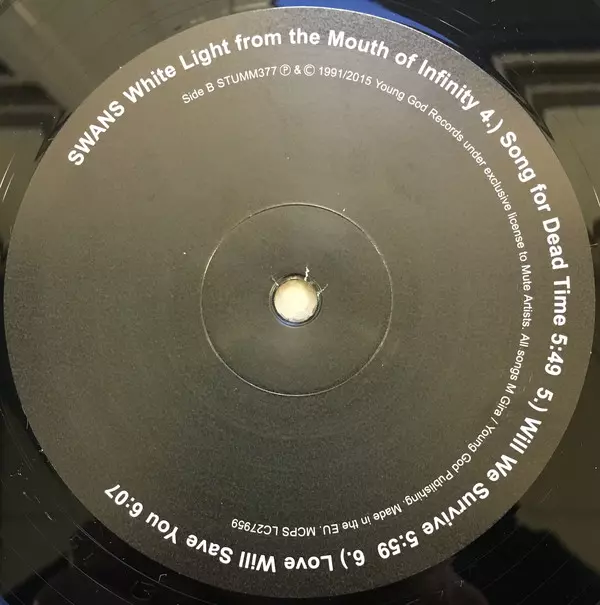 SWANS White Light from the Mouth of Infinity 4.) Song for Dead Time 5:49 5.) Will We Survive 5:59 6.) Love Will Save You 6:07
Side B STUMM377 ℗ & © 1991/2015 Young God Records under exclusive license to Mute Artists. All songs M Gira / Young God Publishing. Made in the EU. MCPS LC27959